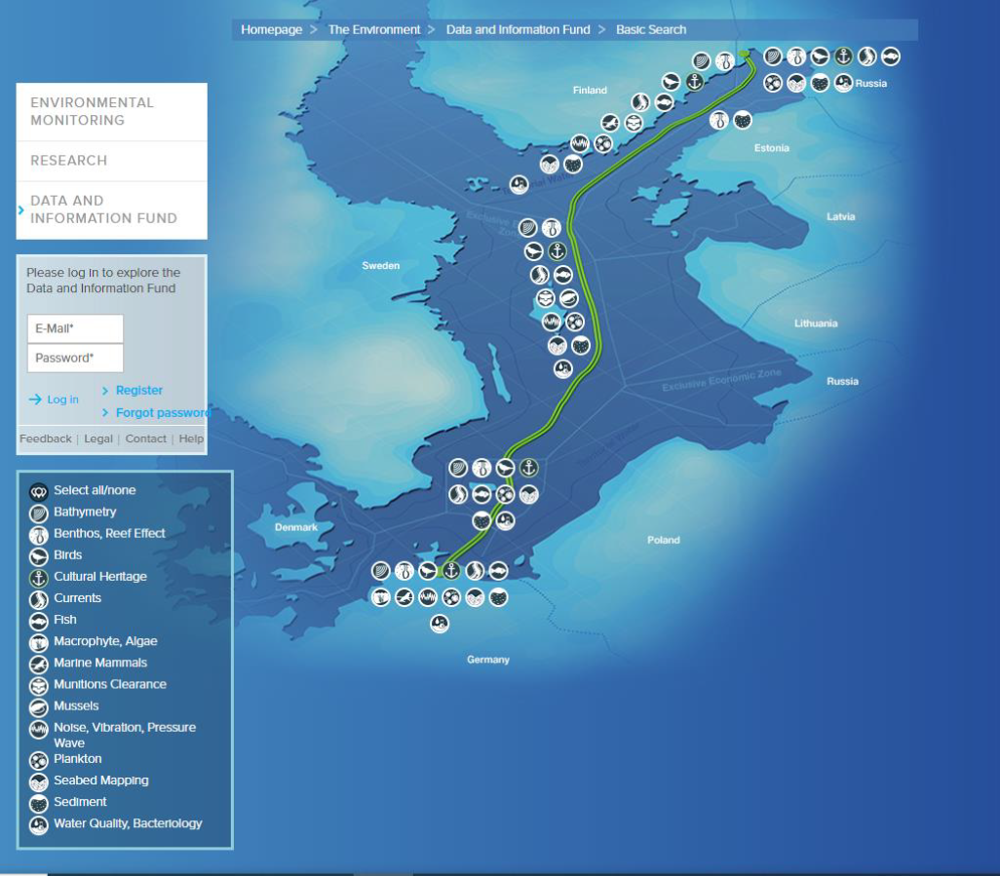 Homepage > The Environment > Data and Information Fund > Basic Search
ENVIRONMENTAL
MONITORING
RESEARCH
DATA AND
INFORMATION FUND
Please log in to explore the
Data and Information Fund
E-Mail*
Password*
Log in
Register
Forgot password
Feedback | Legal | Contact | Help
Select all/none
Bathymetry
Benthos, Reef Effect
Birds
Cultural Heritage
Currents
Fish
Macrophyte, Algae
Marine Mammals
Munitions Clearance
Mussels
Noise, Vibration, Pressure
Wave
Plankton
Seabed Mapping
Sediment
Water Quality, Bacteriology
Finland
Russia
Estonia
Latvia
Exclusive
Zone
Sweden
Lithuania
Exclusive Economic Zone
Russia
Denmark
Poland
Germany